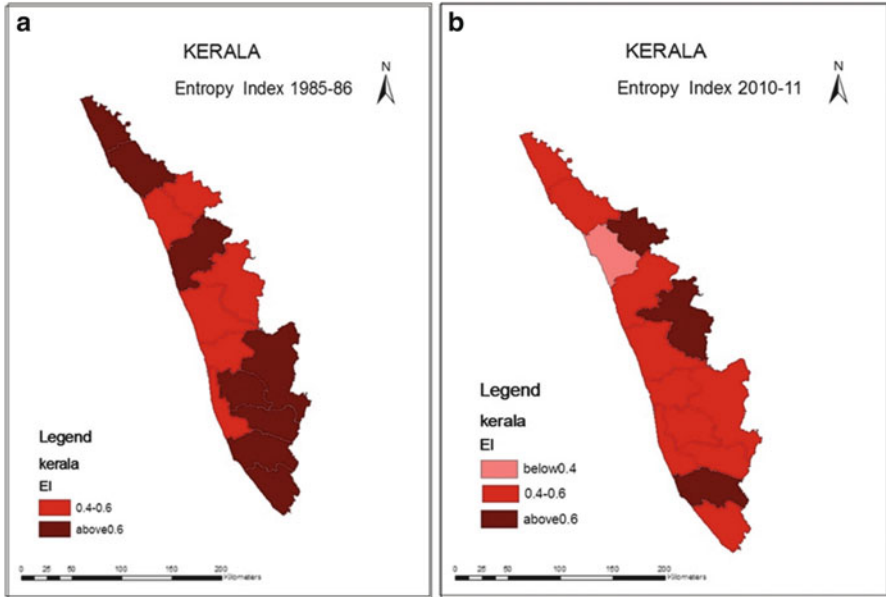 a
KERALA
Entropy Index 1985-86
N
Legend
kerala
EI
0.4-0.6
above0.6
0 25 50 100 150 200
Kilometers
b
KERALA
Entropy Index 2010-11
N
Legend
kerala
EI
below0.4
0.4-0.6
above0.6
0 25 50 100 150 200
Kilometers